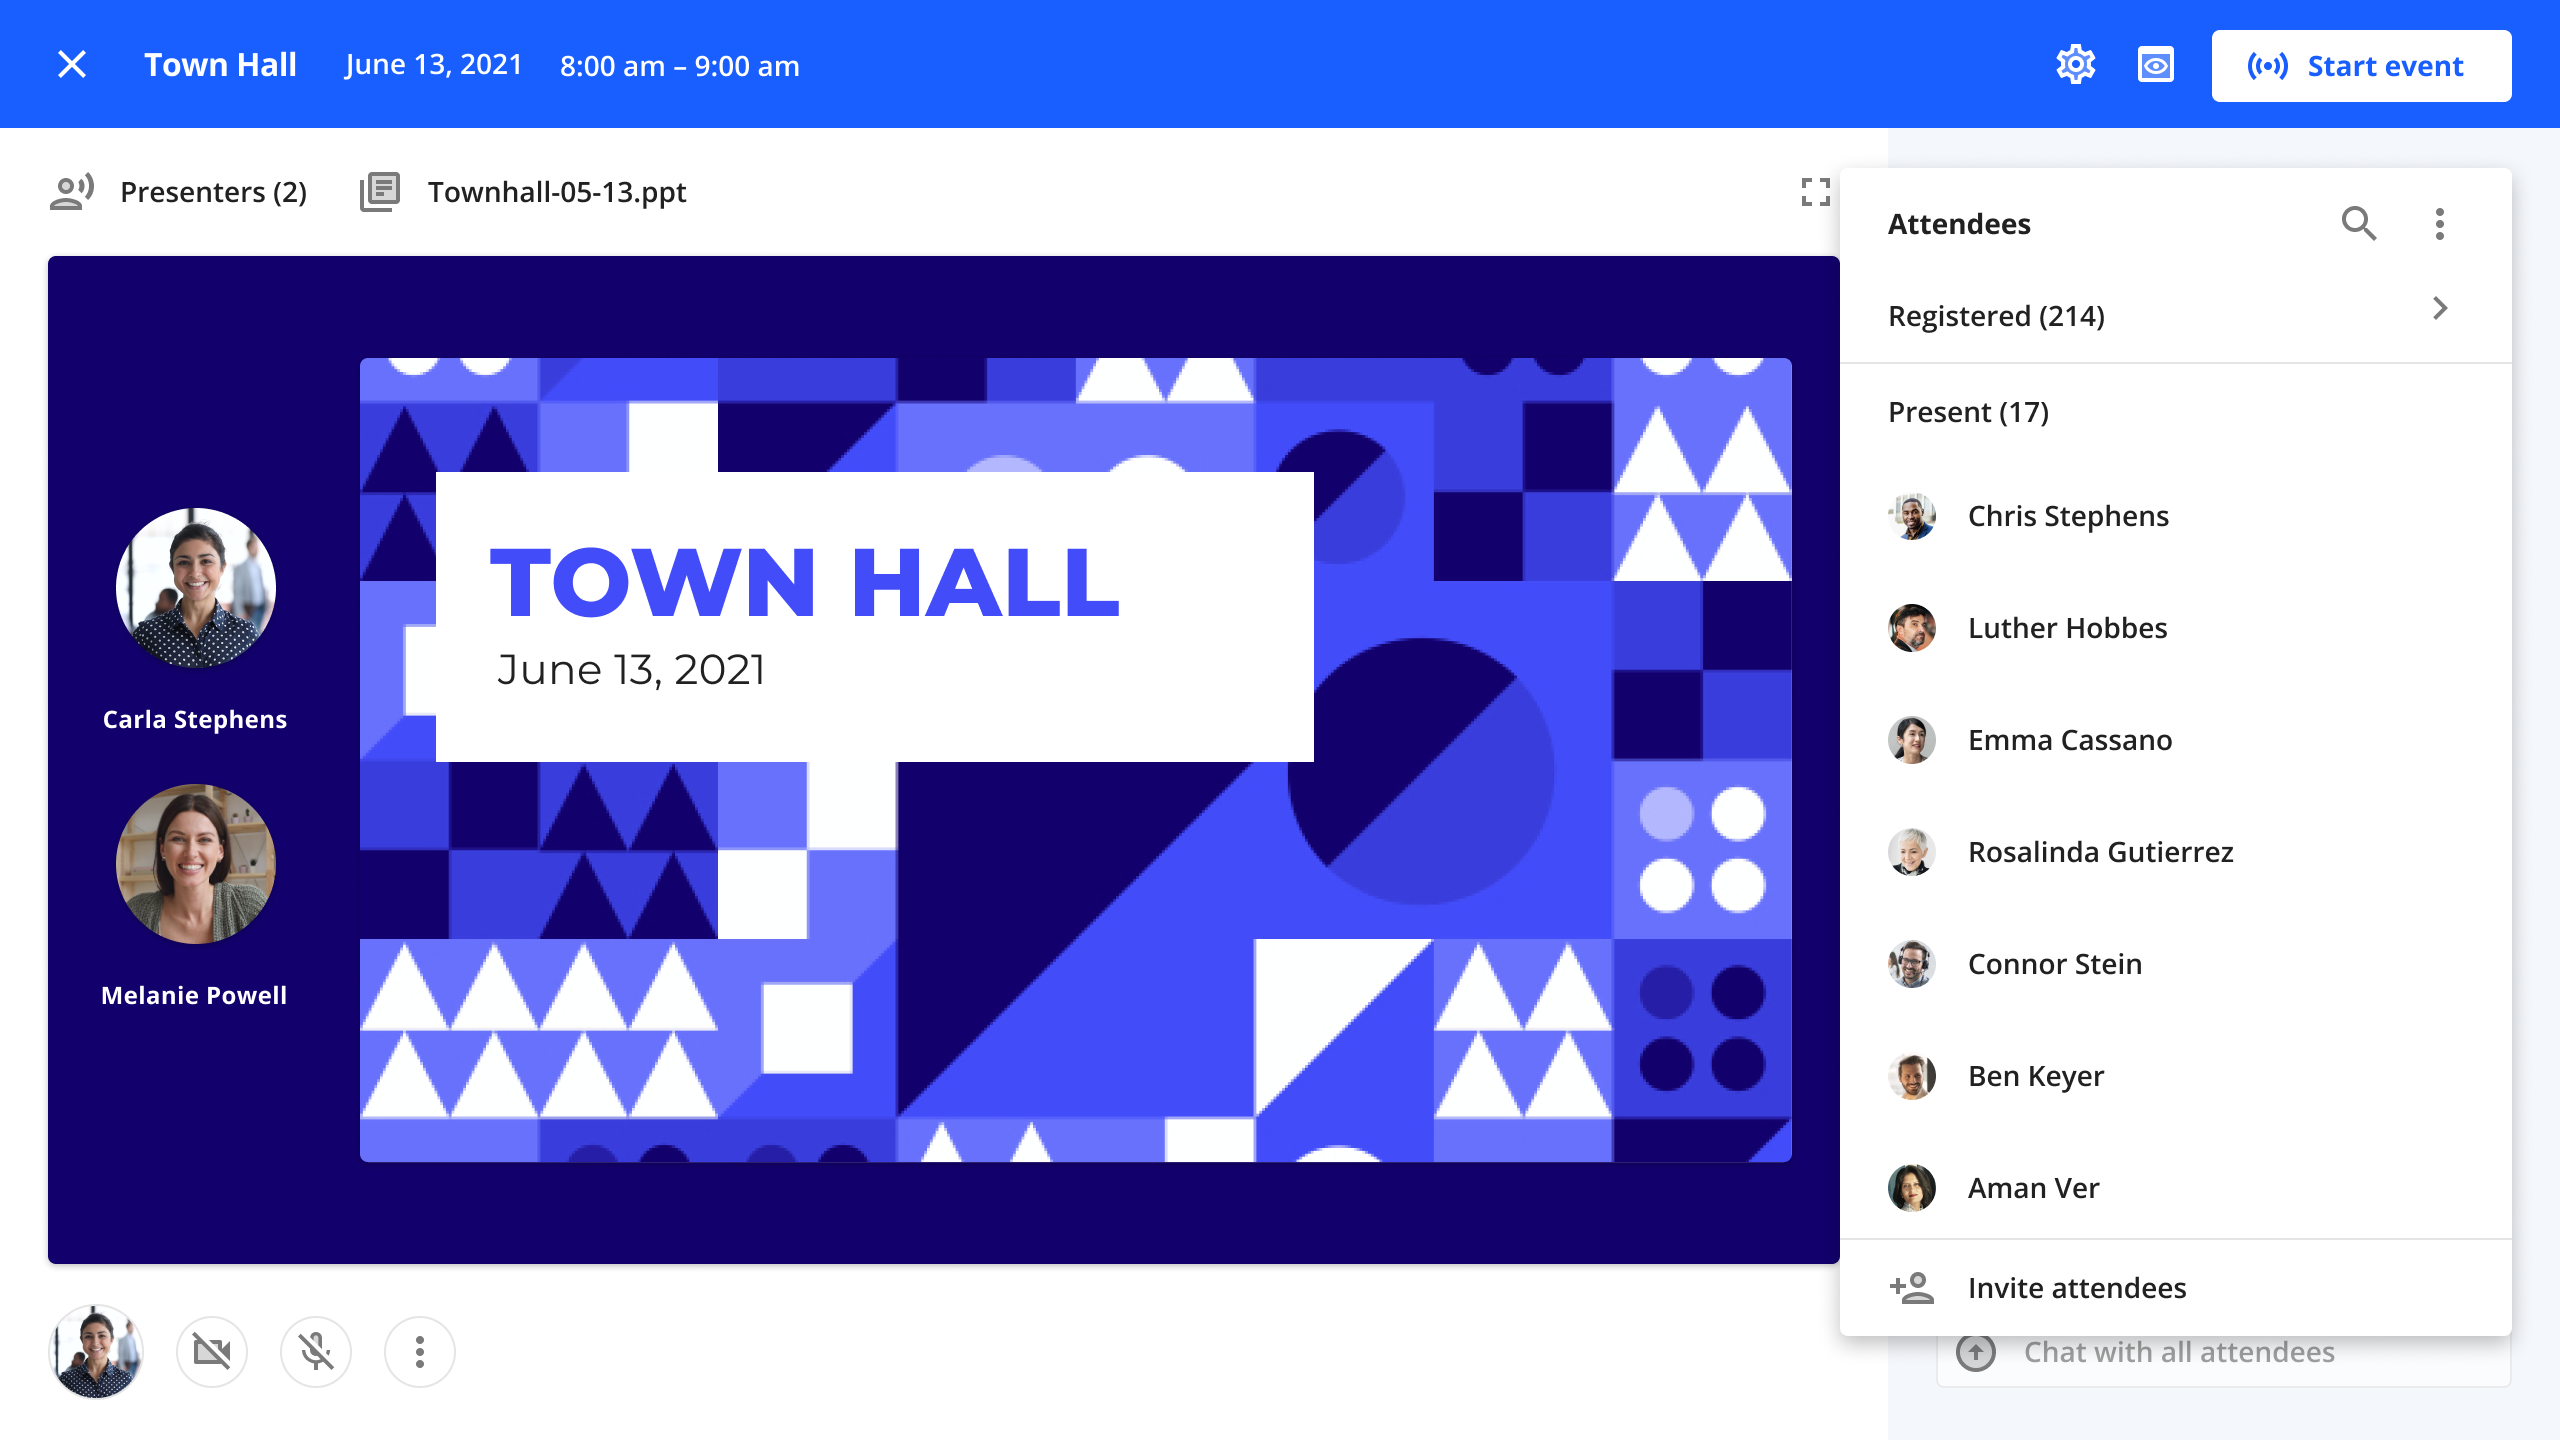 Town Hall June 13, 2021 8:00 am – 9:00 am Start event
Presenters (2) Townhall-05-13.ppt
TOWN HALL
June 13, 2021
Carla Stephens
Melanie Powell
Attendees
Registered (214)
Present (17)
Chris Stephens
Luther Hobbes
Emma Cassano
Rosalinda Gutierrez
Connor Stein
Ben Keyer
Aman Ver
Invite attendees
Chat with all attendees